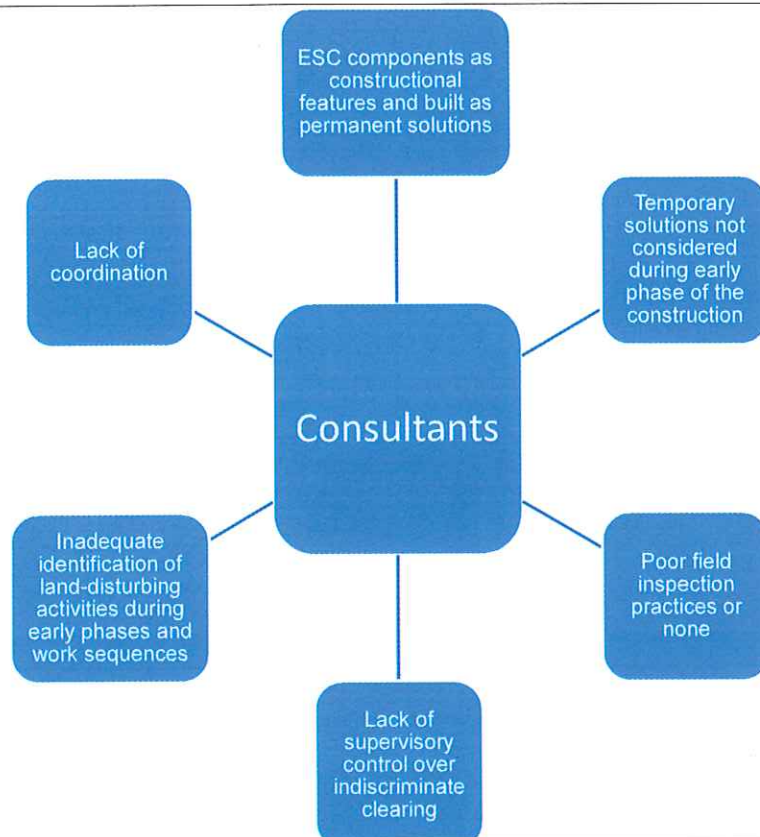 ESC components as
constructional
features and built as
permanent solutions
Temporary
solutions not
considered
during early
phase of the
construction
Lack of
coordination
Consultants
Inadequate
identification of
land-disturbing
activities during
early phases and
work sequences
Poor field
inspection
practices or
none
Lack of
supervisory
control over
indiscriminate
clearing